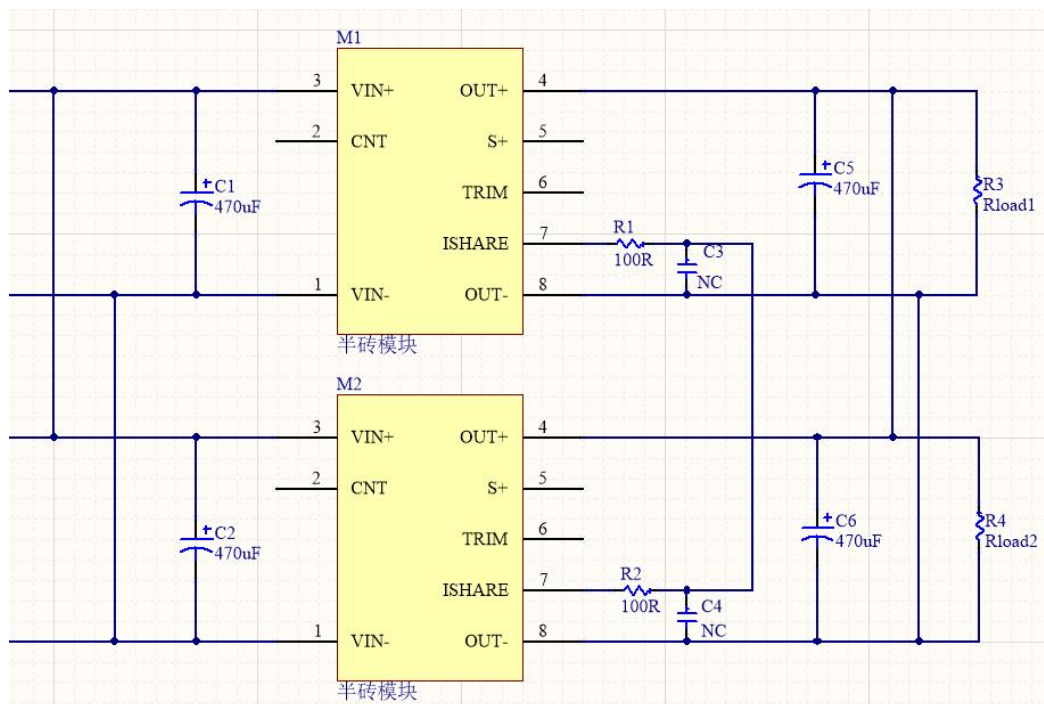 M1
3 VIN+ OUT+ 4
2 CNT S+ 5
TRIM 6
ISHARE 7
1 VIN- OUT- 8
半砖模块
+ C1
470uF
R1
100R
C3
NC
+ C5
470uF
R3
Rload1
M2
3 VIN+ OUT+ 4
2 CNT S+ 5
TRIM 6
ISHARE 7
1 VIN- OUT- 8
半砖模块
+ C2
470uF
R2
100R
C4
NC
+ C6
470uF
R4
Rload2